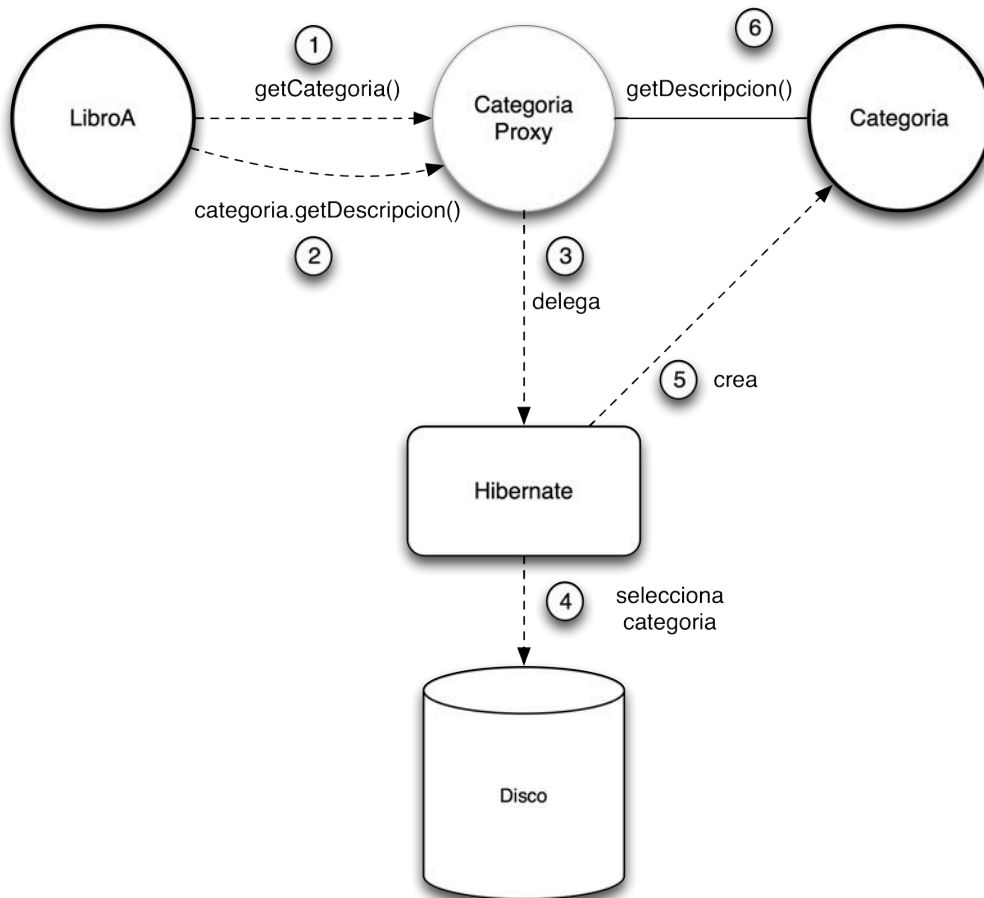 1
6
getCategoria()
getDescripcion()
LibroA
Categoria
Proxy
Categoria
categoria.getDescripcion()
2
3
delega
5
crea
Hibernate
4
selecciona
categoria
Disco